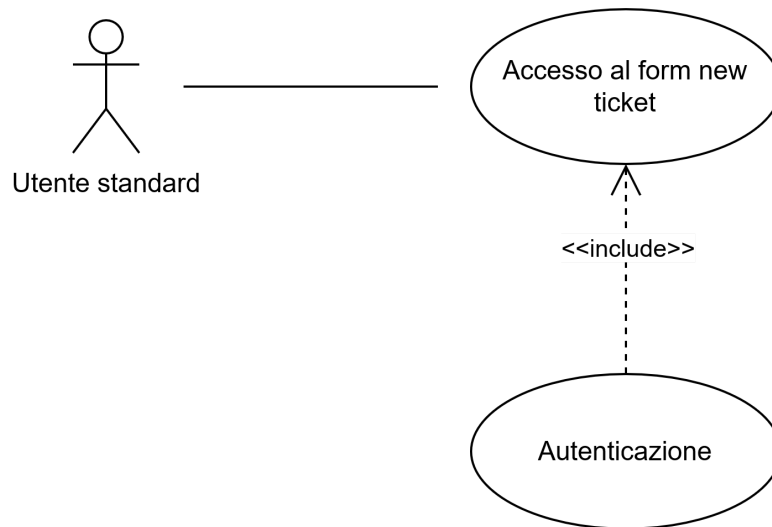 Accesso al form new
ticket
Utente standard
<<include>>
Autenticazione